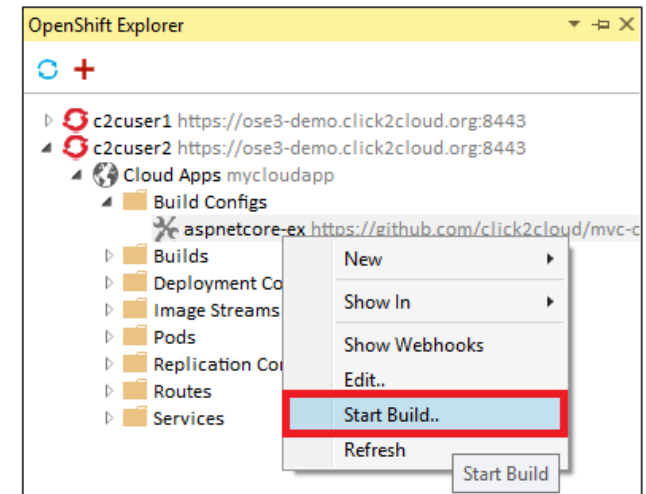 OpenShift Explorer
c2cuser1 https://ose3-demo.click2cloud.org:8443
c2cuser2 https://ose3-demo.click2cloud.org:8443
Cloud Apps mycloudapp
Build Configs
aspnetcore-ex https://github.com/click2cloud/mvc-c
Builds
Deployment Co
Image Streams
Pods
Replication Co
Routes
Services
New
Show In
Show Webhooks
Edit..
Start Build..
Refresh
Start Build